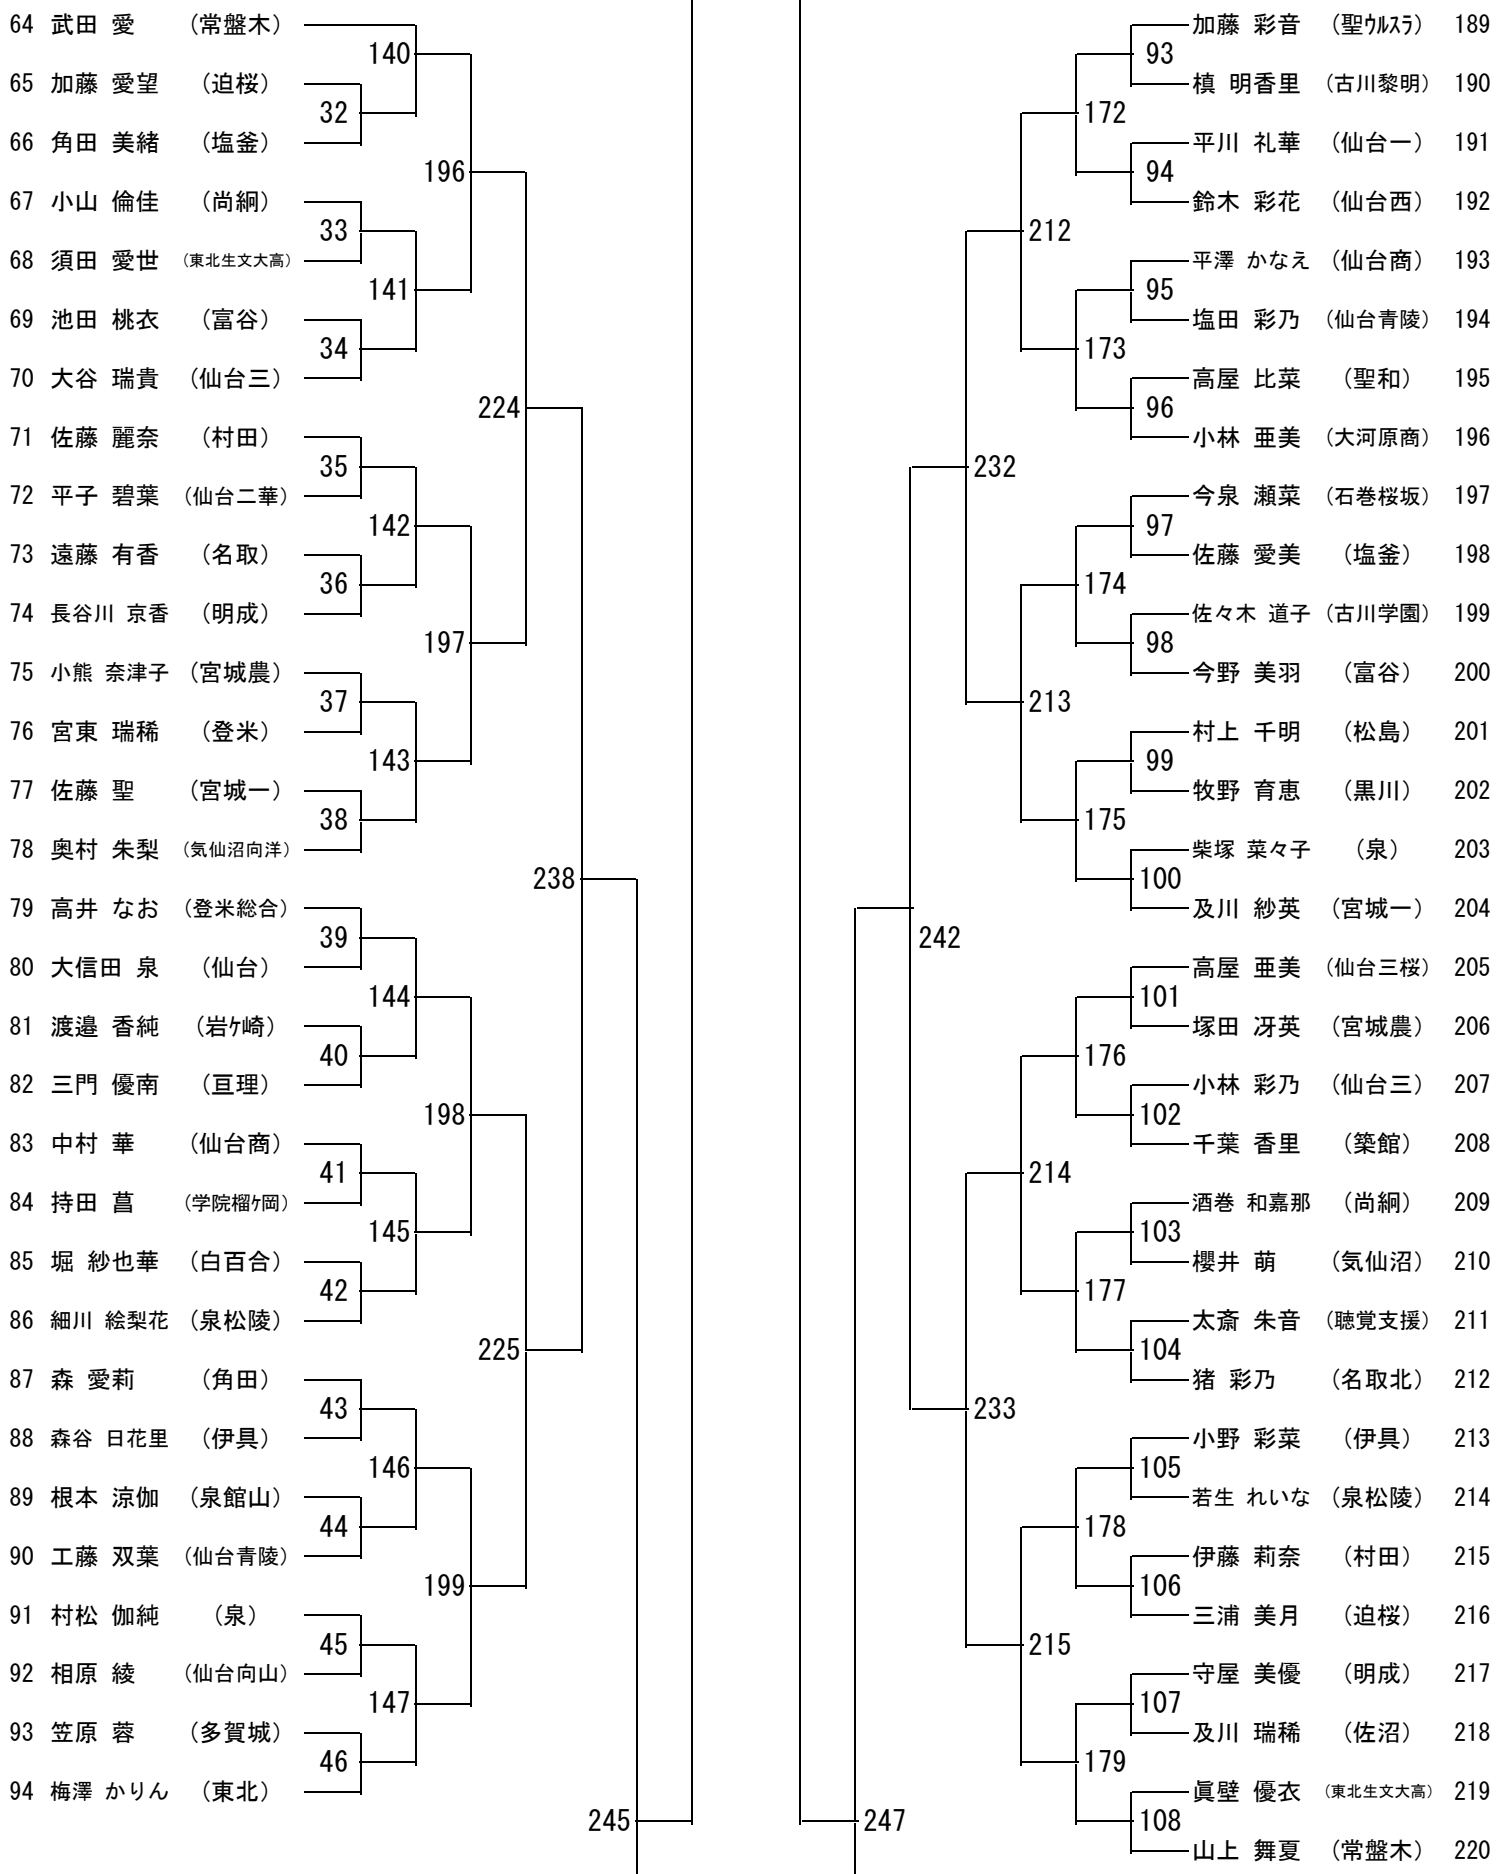 64 武田 愛 （常盤木）
65 加藤 愛望 （迫桜）
66 角田 美緒 （塩釜）
67 小山 倫佳 （尚絅）
68 須田 愛世 （東北生文大高）
69 池田 桃衣 （富谷）
70 大谷 瑞貴 （仙台三）
71 佐藤 麗奈 （村田）
72 平子 碧葉 （仙台二華）
73 遠藤 有香 （名取）
74 長谷川 京香 （明成）
75 小熊 奈津子 （宮城農）
76 宮東 瑞稀 （登米）
77 佐藤 聖 （宮城一）
78 奥村 朱梨 （気仙沼向洋）
79 高井 なお （登米総合）
80 大信田 泉 （仙台）
81 渡邉 香純 （岩ｹ崎）
82 三門 優南 （亘理）
83 中村 華 （仙台商）
84 持田 菖 （学院榴ｹ岡）
85 堀 紗也華 （白百合）
86 細川 絵梨花 （泉松陵）
87 森 愛莉 （角田）
88 森谷 日花里 （伊具）
89 根本 涼伽 （泉館山）
90 工藤 双葉 （仙台青陵）
91 村松 伽純 （泉）
92 相原 綾 （仙台向山）
93 笠原 蓉 （多賀城）
94 梅澤 かりん （東北）
32
33
34
35
36
37
38
39
40
41
42
43
44
45
46
140
141
142
143
144
145
146
147
196
197
198
199
224
225
238
245
247
242
232
233
212
213
214
215
172
173
174
175
176
177
178
179
93
94
95
96
97
98
99
100
101
102
103
104
105
106
107
108
加藤 彩音 （聖ｳﾙｽﾗ） 189
槙 明香里 （古川黎明） 190
平川 礼華 （仙台一） 191
鈴木 彩花 （仙台西） 192
平澤 かなえ （仙台商） 193
塩田 彩乃 （仙台青陵） 194
高屋 比菜 （聖和） 195
小林 亜美 （大河原商） 196
今泉 瀬菜 （石巻桜坂） 197
佐藤 愛美 （塩釜） 198
佐々木 道子 （古川学園） 199
今野 美羽 （富谷） 200
村上 千明 （松島） 201
牧野 育恵 （黒川） 202
柴塚 菜々子 （泉） 203
及川 紗英 （宮城一） 204
高屋 亜美 （仙台三桜） 205
塚田 冴英 （宮城農） 206
小林 彩乃 （仙台三） 207
千葉 香里 （築館） 208
酒巻 和嘉那 （尚絅） 209
櫻井 萌 （気仙沼） 210
太斎 朱音 （聴覚支援） 211
猪 彩乃 （名取北） 212
小野 彩菜 （伊具） 213
若生 れいな （泉松陵） 214
伊藤 莉奈 （村田） 215
三浦 美月 （迫桜） 216
守屋 美優 （明成） 217
及川 瑞稀 （佐沼） 218
眞壁 優衣 （東北生文大高） 219
山上 舞夏 （常盤木） 220